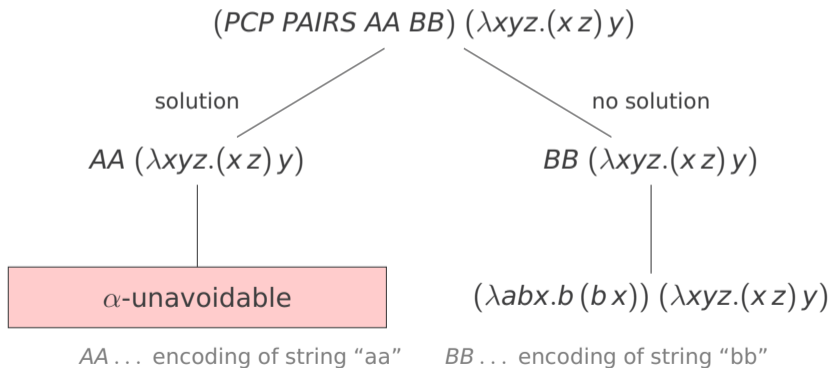 (PCP PAIRS AA BB) (λxyz.(x z) y)
solution no solution
AA (λxyz.(x z) y) BB (λxyz.(x z) y)
α-unavoidable (λabx.b (b x)) (λxyz.(x z) y)
AA ... encoding of string “aa” BB ... encoding of string “bb”